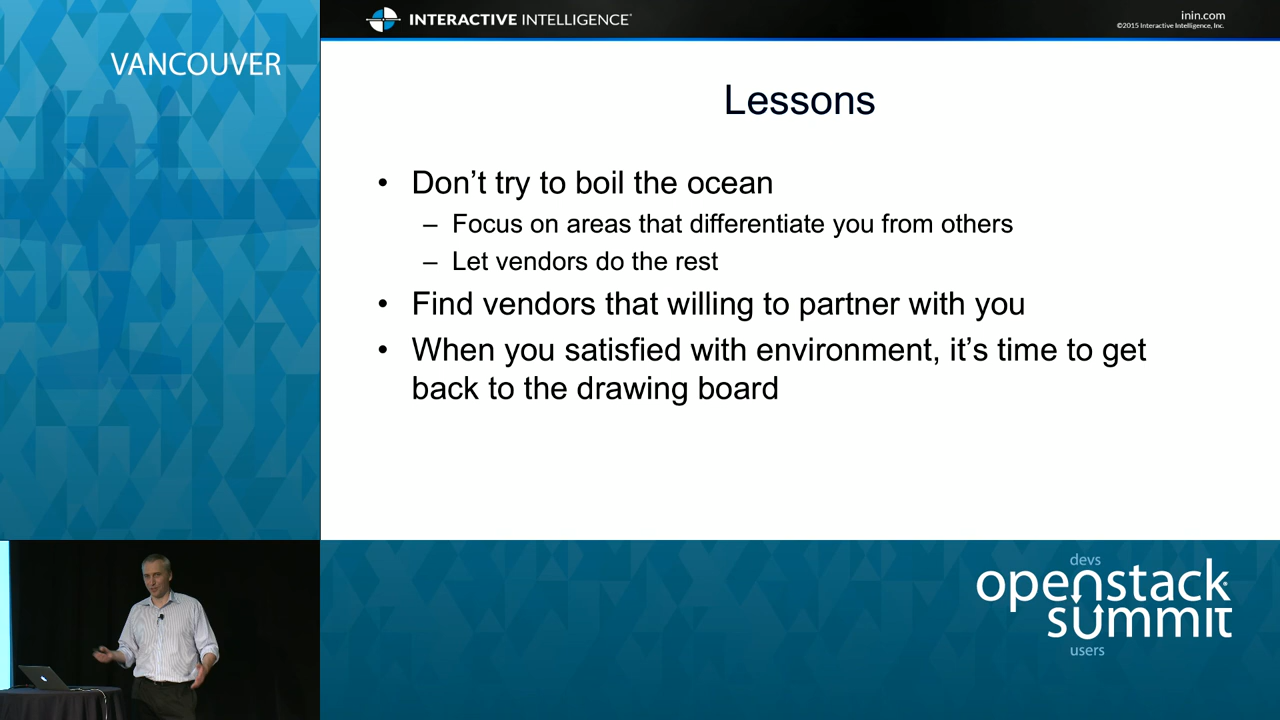 INTERACTIVE INTELLIGENCE
inin.com
©2015 Interactive Intelligence, Inc.
VANCOUVER
Lessons
• Don't try to boil the ocean
– Focus on areas that differentiate you from others
– Let vendors do the rest
• Find vendors that willing to partner with you
• When you satisfied with environment, it's time to get
back to the drawing board
devs
openstack
summit
users